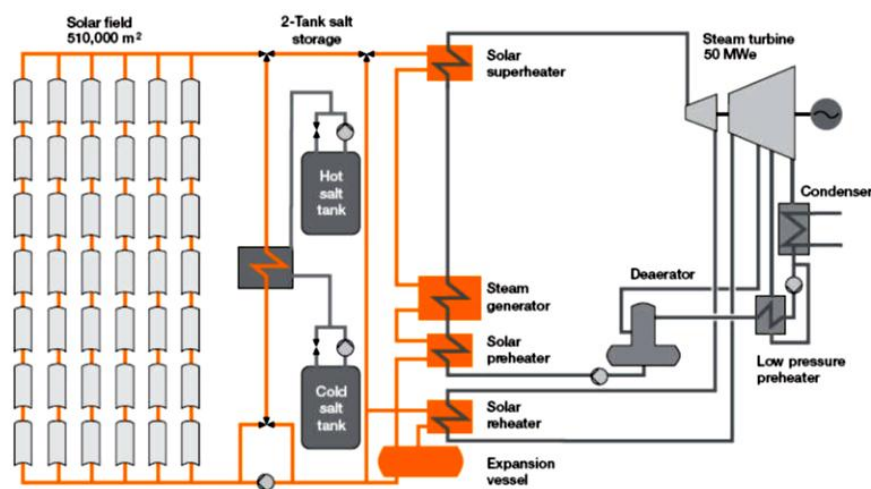 Solar field
510,000 m²
2-Tank salt
storage
Solar
superheater
Steam turbine
50 MWe
Hot
salt
tank
Condenser
Steam
generator
Deaerator
Solar
preheater
Low pressure
preheater
Cold
salt
tank
Solar
reheater
Expansion
vessel